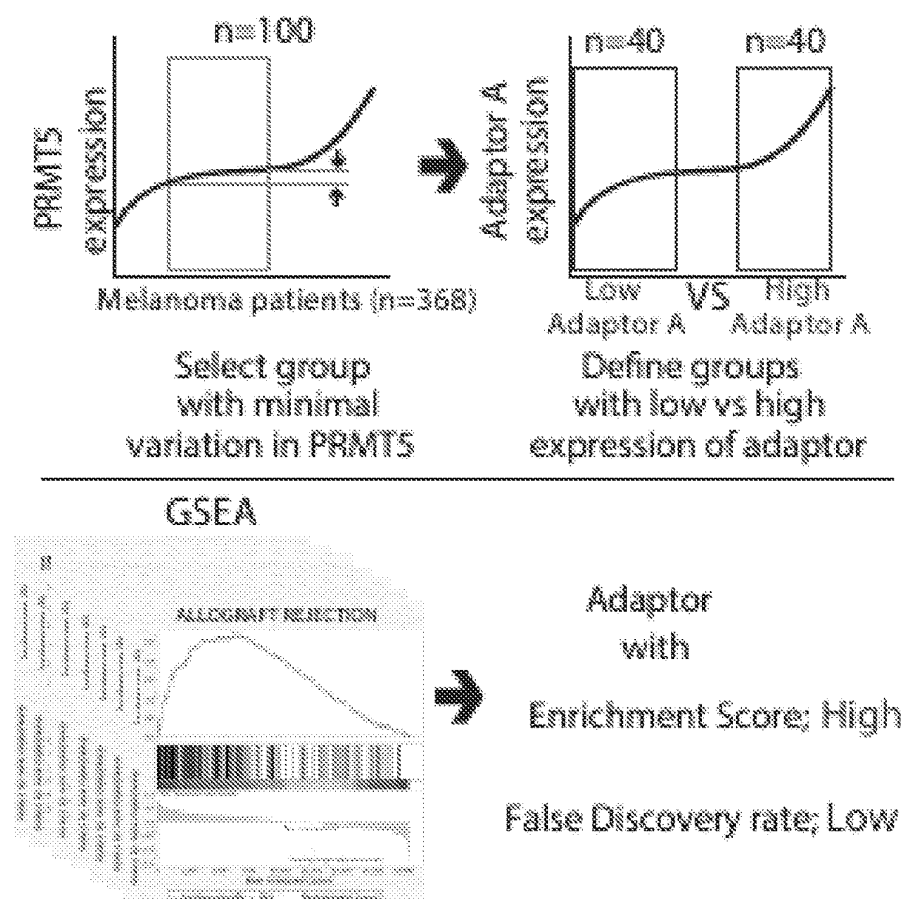 n=100
PRMT5
expression
Melanoma patients (n=368)
Select group
with minimal
variation in PRMT5
n=40
n=40
Adaptor A
expression
Low
Adaptor A
VS
High
Adaptor A
Define groups
with low vs high
expression of adaptor
GSEA
ALLOGRAFT REJECTION
Adaptor
with
Enrichment Score; High
False Discovery rate; Low